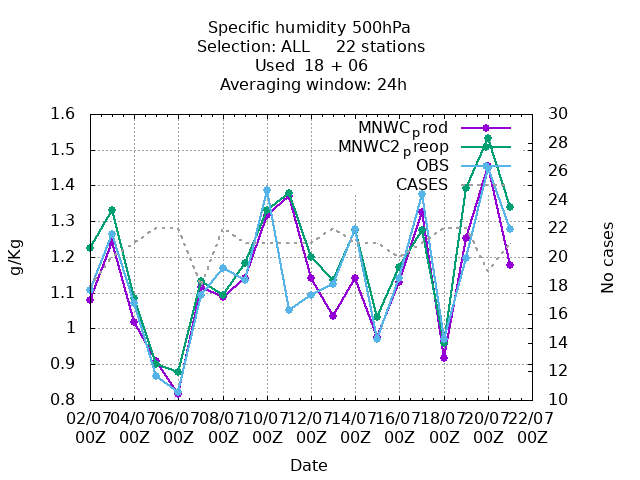 Specific humidity 500hPa
Selection: ALL 22 stations
Used 18 + 06
Averaging window: 24h
1.6
1.5
1.4
1.3
1.2
1.1
1
0.9
0.8
g/Kg
MNWCprod
MNWC2preop
OBS
CASES
30
28
26
24
22
20
18
16
14
12
10
No cases
02/07 04/07 06/07 08/07 10/07 12/07 14/07 16/07 18/07 20/07 22/07
00Z 00Z 00Z 00Z 00Z 00Z 00Z 00Z 00Z 00Z 00Z
Date